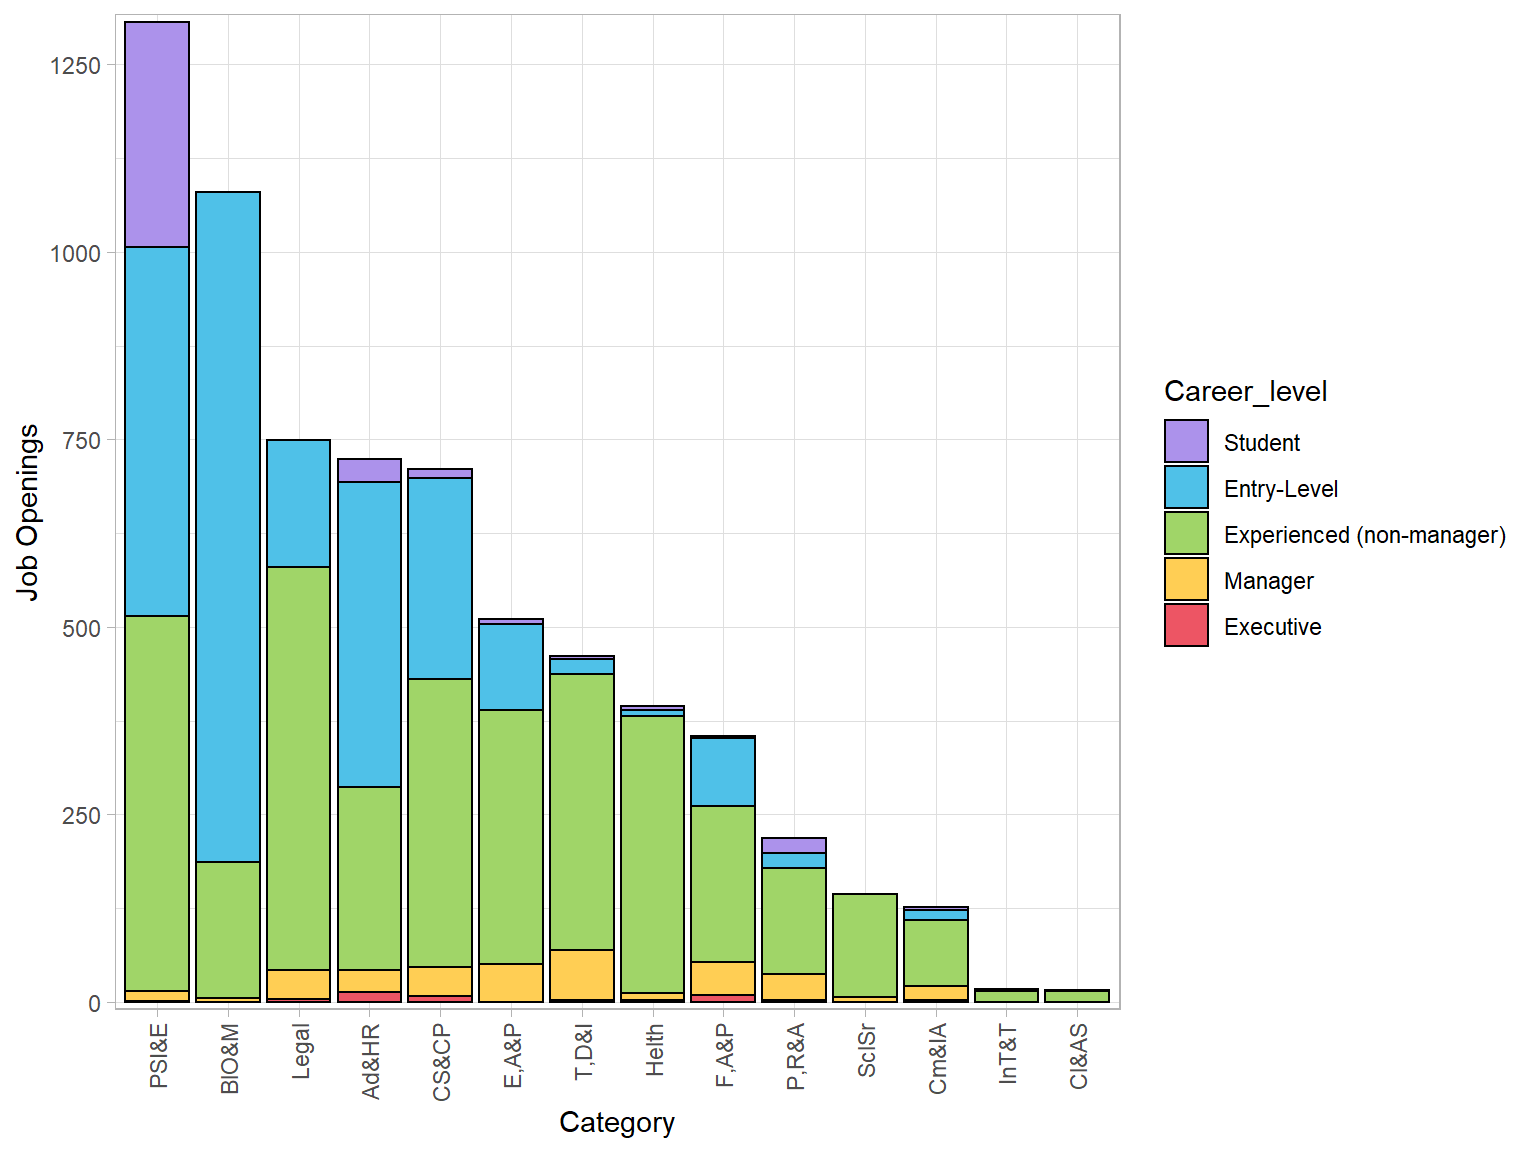 1250
1000
750
500
250
0
Job Openings
PSI&E
BIO&M
Legal
Ad&HR
CS&CP
E,A&P
T,D&I
Helth
F,A&P
P,R&A
SclSr
Cm&IA
InT&T
Cl&AS
Category
Career_level
Student
Entry-Level
Experienced (non-manager)
Manager
Executive